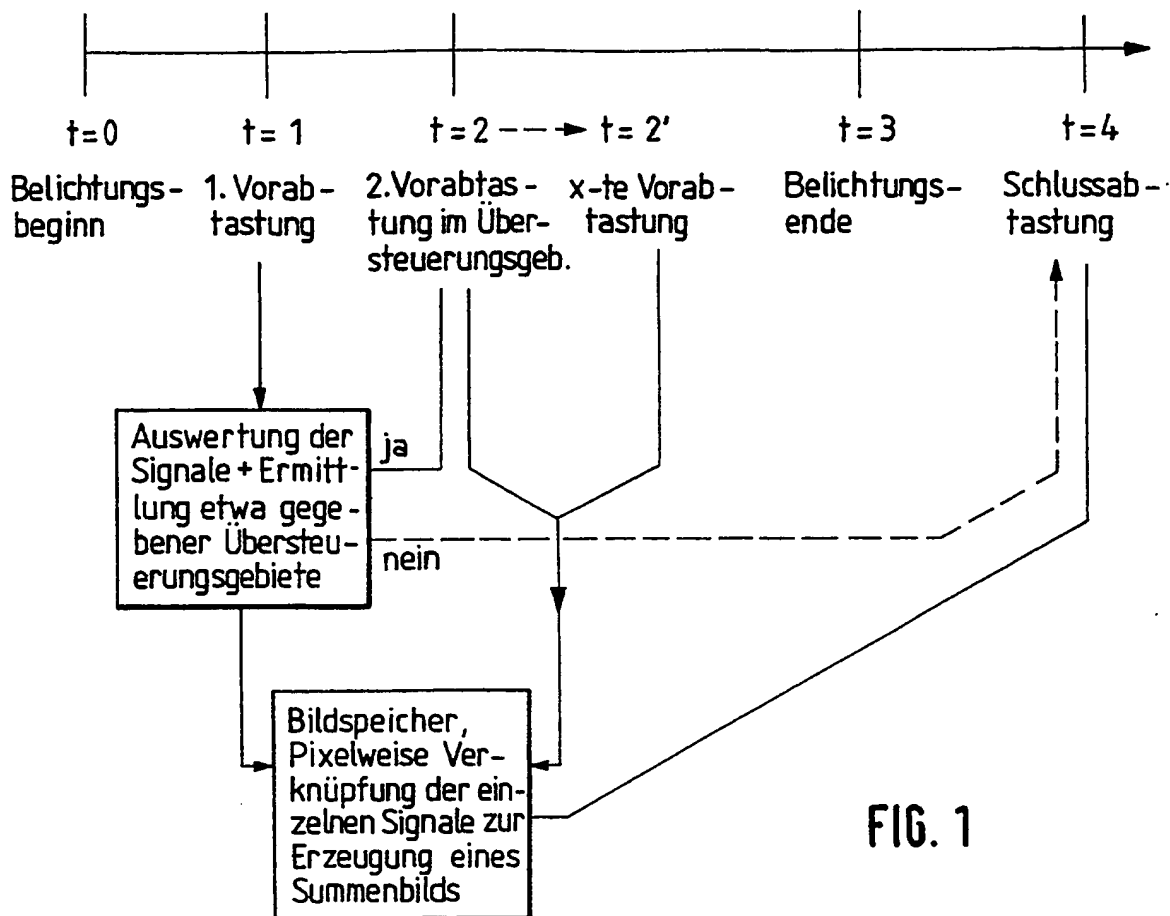 t=0
t= 1
t=2 ---→ t= 2'
t=3
t=4
Belichtungs-
beginn
1. Vorab-
tastung
2.Vorabtas-
tung im Über-
steuerungsgeb.
x-te Vorab-
tastung
Belichtungs-
ende
Schlussab-
tastung
Auswertung der
Signale + Ermitt-
lung etwa gege-
bener Übersteu-
erungsgebiete
ja
nein
Bildspeicher,
Pixelweise Ver-
knüpfung der ein-
zelnen Signale zur
Erzeugung eines
Summenbilds
FIG. 1